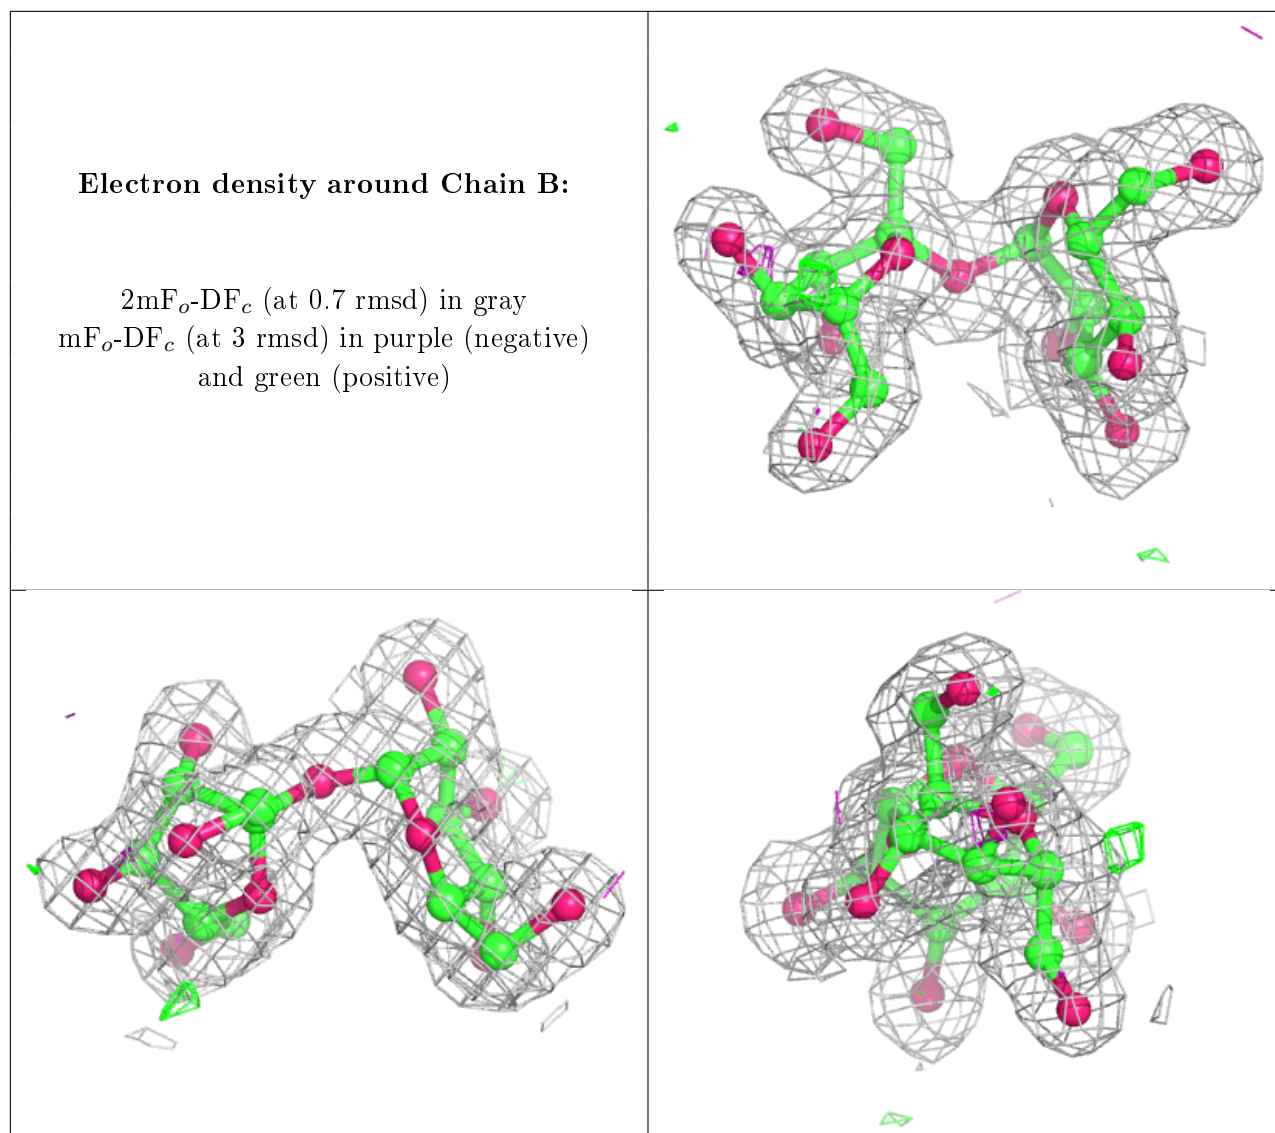 Electron density around Chain B:
2mFₒ-DF𝒸 (at 0.7 rmsd) in gray
mFₒ-DF𝒸 (at 3 rmsd) in purple (negative)
and green (positive)